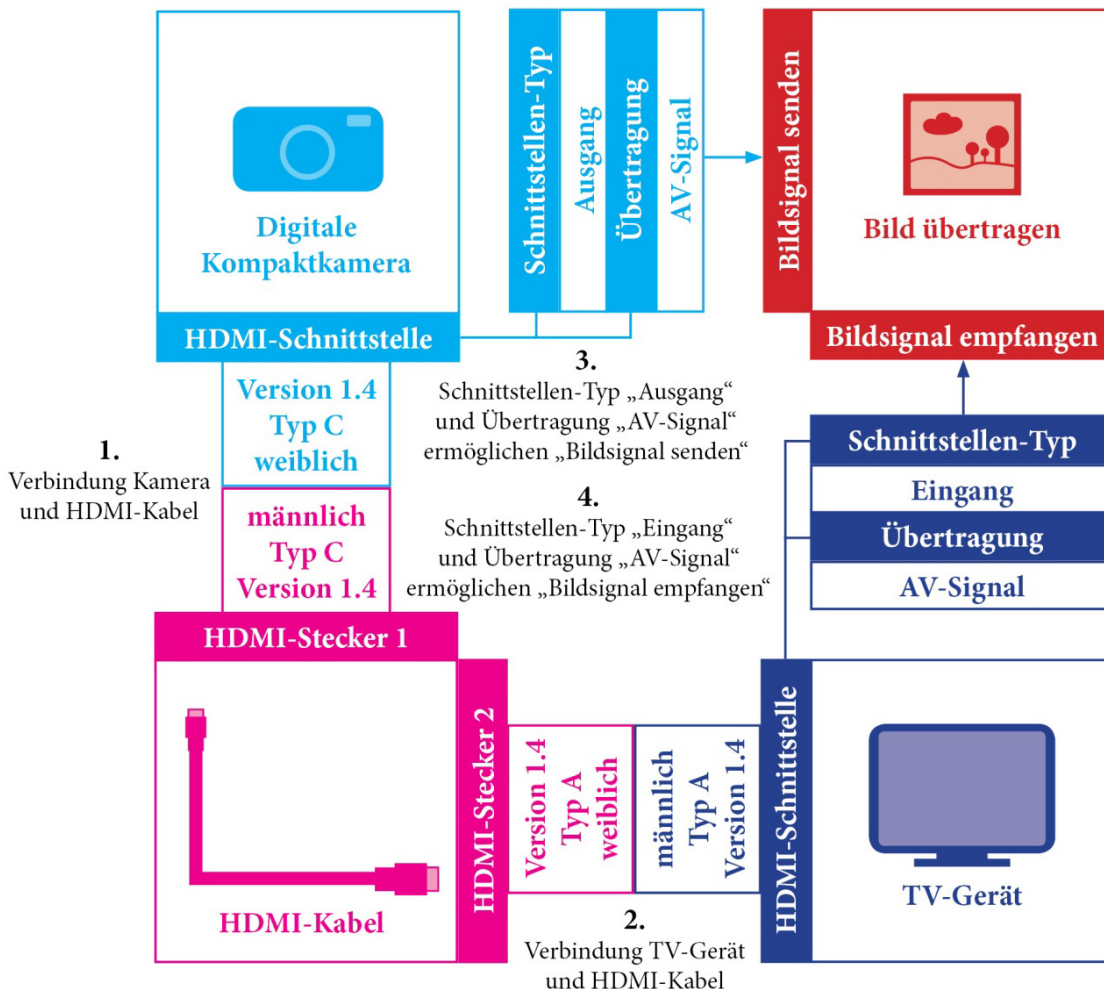 Digitale
Kompaktkamera
HDMI-Schnittstelle
Schnittstellen-Typ
Ausgang
Übertragung
AV-Signal
Bildsignal senden
Bild übertragen
Bildsignal empfangen
Version 1.4
Typ C
weiblich
1.
Verbindung Kamera
und HDMI-Kabel
männlich
Typ C
Version 1.4
3.
Schnittstellen-Typ „Ausgang“
und Übertragung „AV-Signal“
ermöglichen „Bildsignal senden“
4.
Schnittstellen-Typ „Eingang“
und Übertragung „AV-Signal“
ermöglichen „Bildsignal empfangen“
Schnittstellen-Typ
Eingang
Übertragung
AV-Signal
HDMI-Stecker 1
HDMI-Kabel
HDMI-Stecker 2
Version 1.4
Typ A
weiblich
männlich
Typ A
Version 1.4
HDMI-Schnittstelle
TV-Gerät
2.
Verbindung TV-Gerät
und HDMI-Kabel